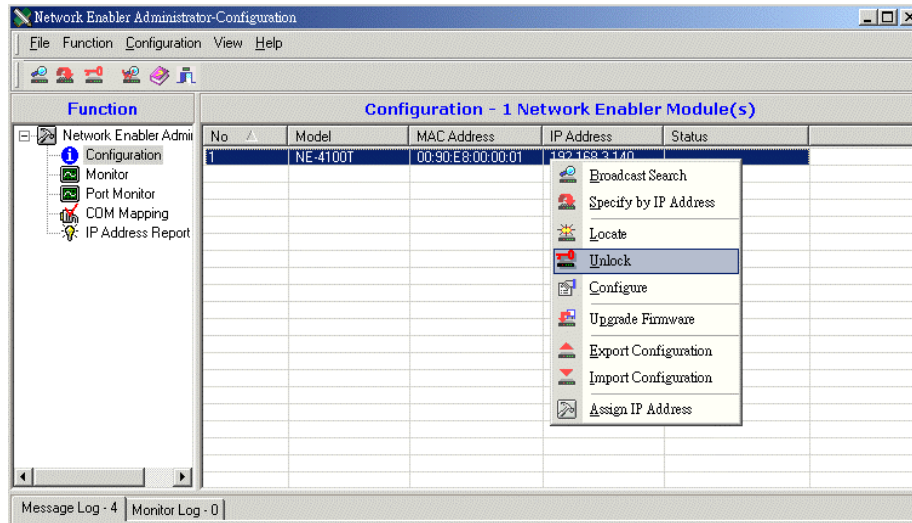 Network Enabler Administrator-Configuration
File Function Configuration View Help
Function
Configuration - 1 Network Enabler Module(s)
Network Enabler Admi
Configuration
Monitor
Port Monitor
COM Mapping
IP Address Report
No Model MAC Address IP Address Status
1 NE-4100T 00:90:E8:00:00:01 192.168.3.140
Broadcast Search
Specify by IP Address
Locate
Unlock
Configure
Upgrade Firmware
Export Configuration
Import Configuration
Assign IP Address
Message Log - 4 Monitor Log - 0